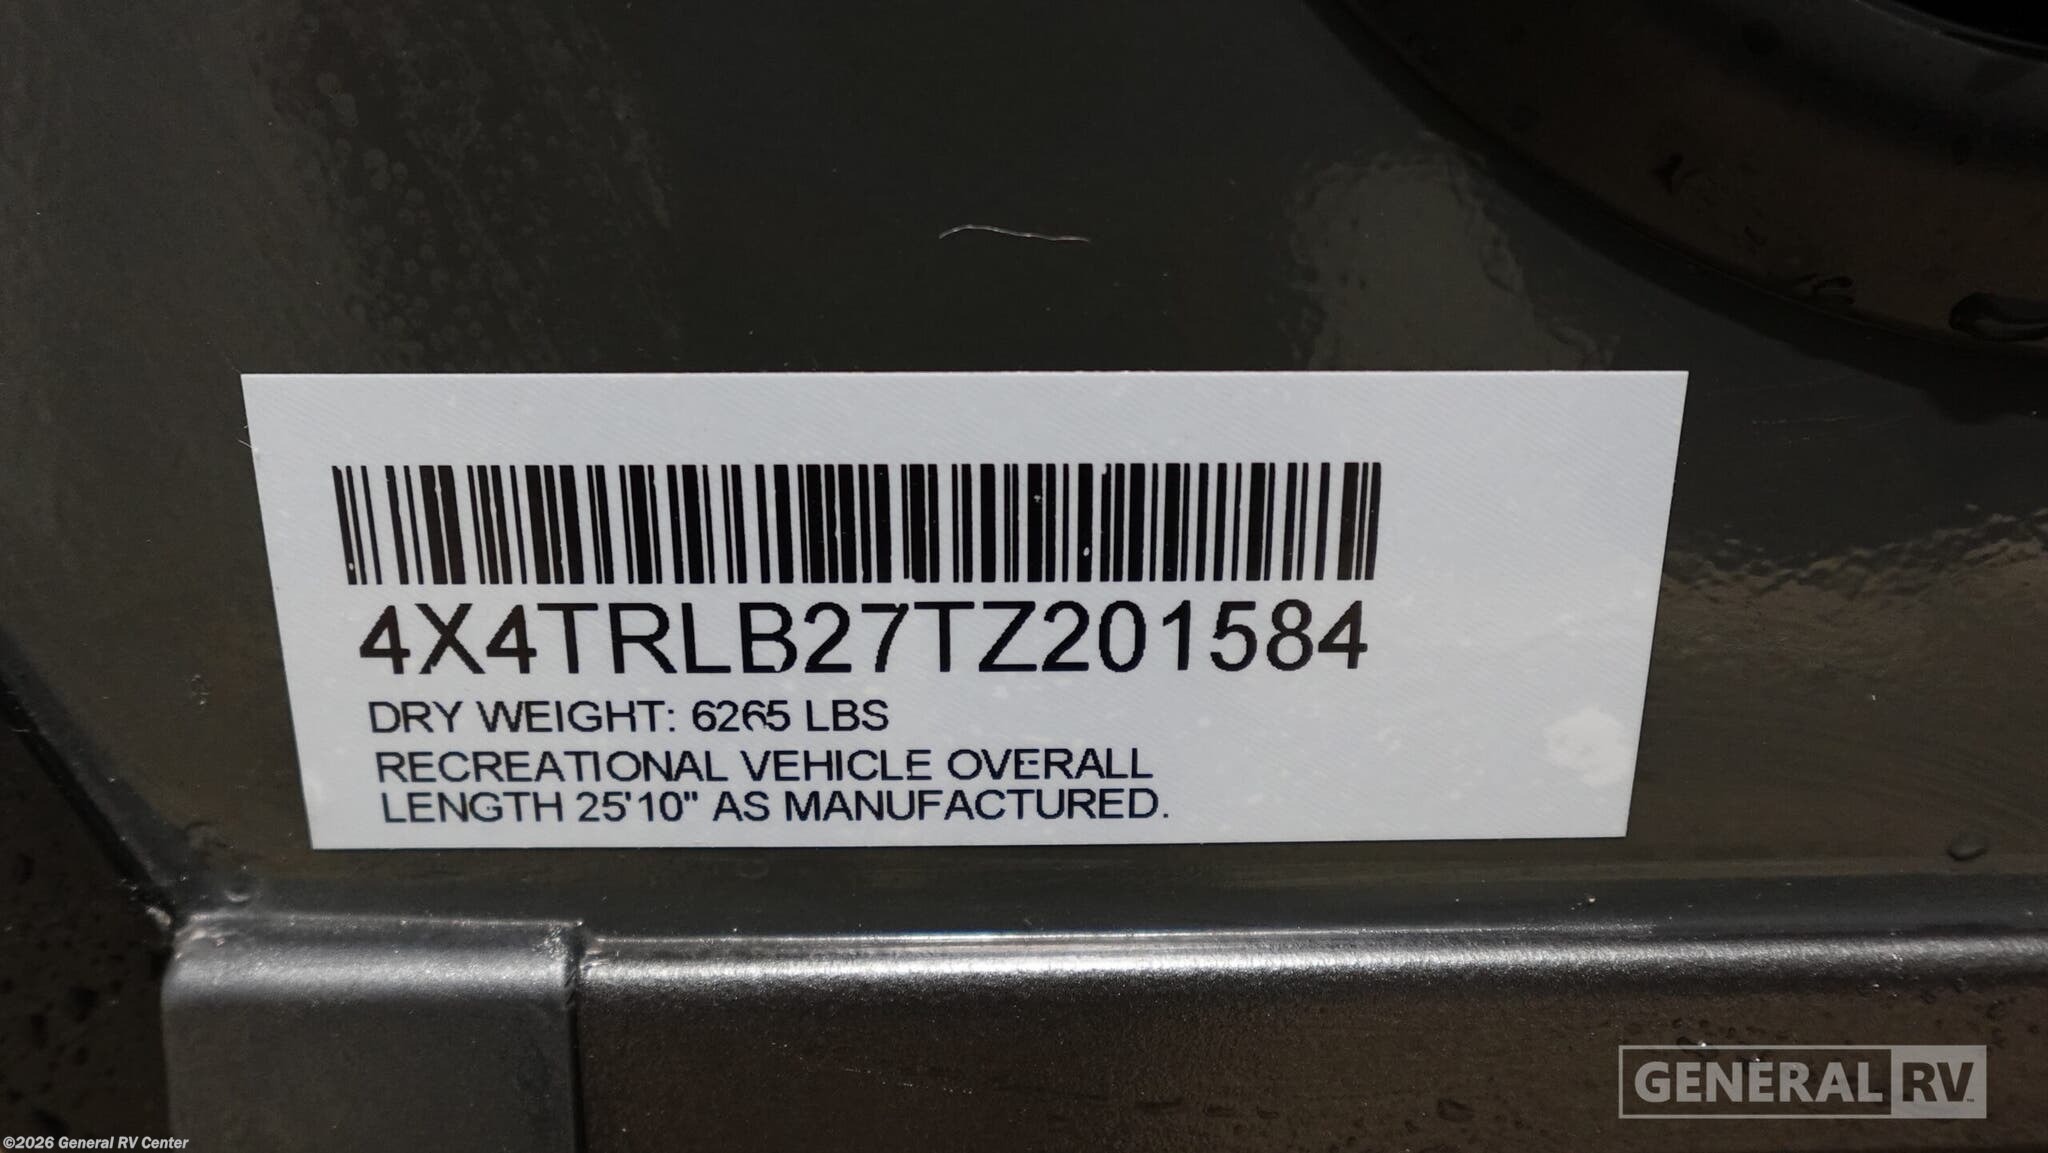 4X4TRLB27TZ201584
DRY WEIGHT: 6265 LBS
RECREATIONAL VEHICLE OVERALL
LENGTH 25'10" AS MANUFACTURED.
GENERAL RV
©2026 General RV Center